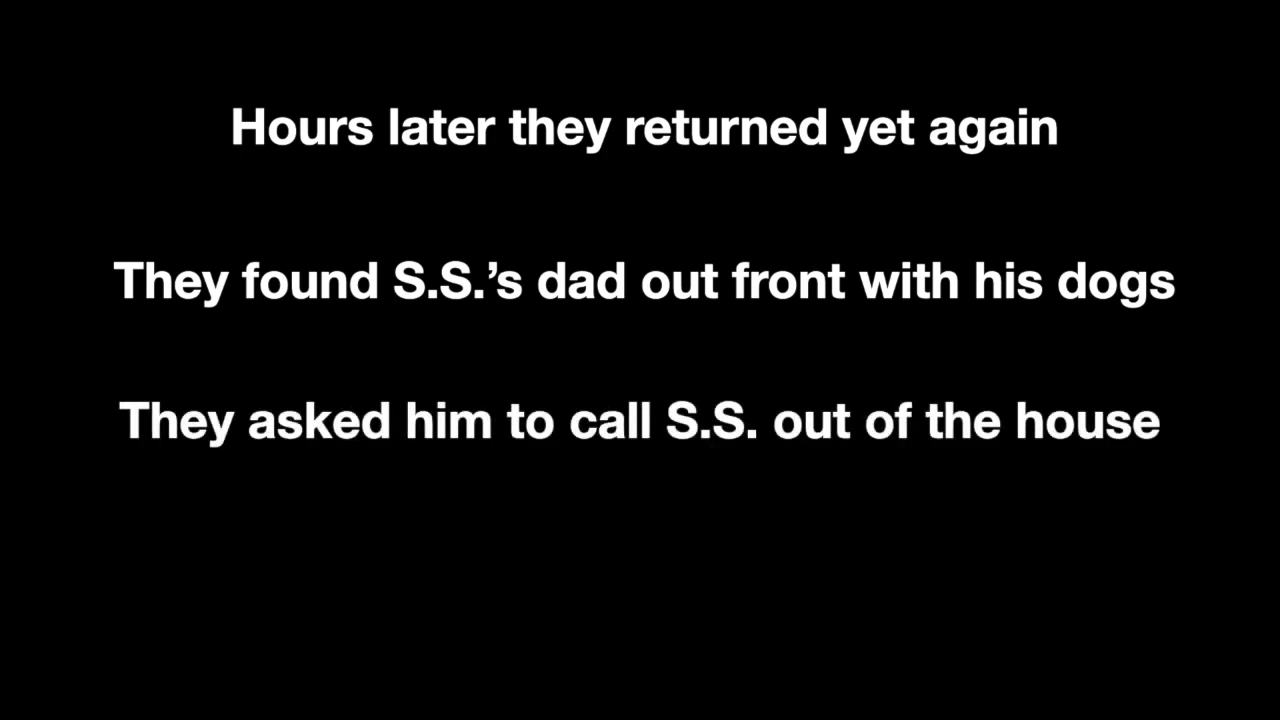 Hours later they returned yet again
They found S.S.’s dad out front with his dogs
They asked him to call S.S. out of the house